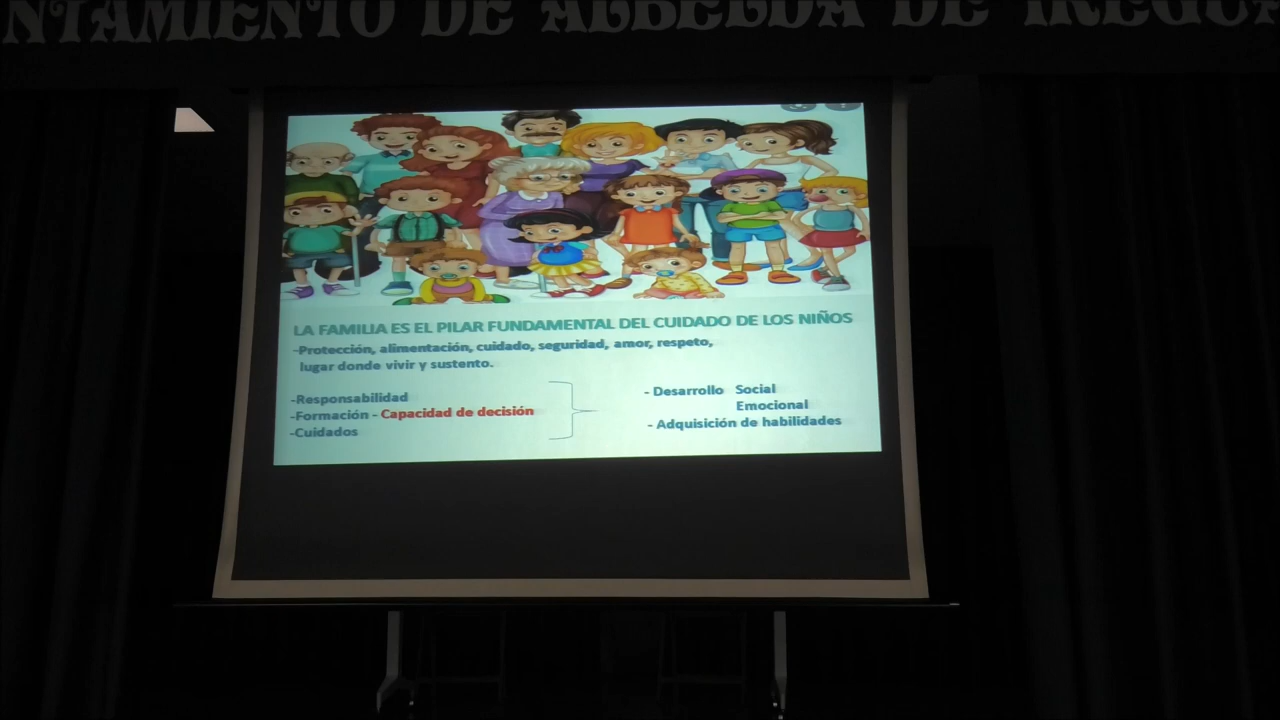 NTAMIENTO DE ALBELDA DE IREGUA
LA FAMILIA ES EL PILAR FUNDAMENTAL DEL CUIDADO DE LOS NIÑOS
-Protección, alimentación, cuidado, seguridad, amor, respeto,
lugar donde vivir y sustento.
-Responsabilidad
-Formación - Capacidad de decisión
-Cuidados
- Desarrollo Social
Emocional
- Adquisición de habilidades